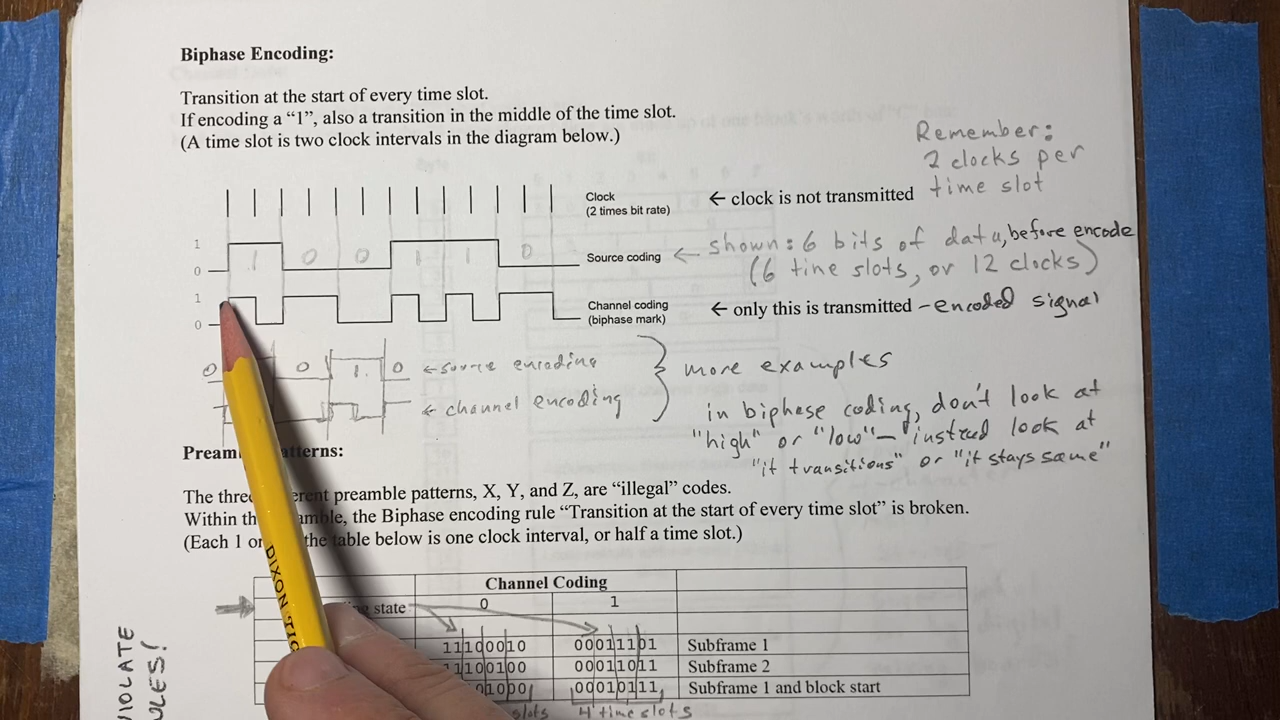 Biphase Encoding:
Transition at the start of every time slot.
If encoding a “1”, also a transition in the middle of the time slot.
(A time slot is two clock intervals in the diagram below.)
Remember:
2 clocks per
time slot
Clock
(2 times bit rate)
← clock is not transmitted
1
0
1 0 0 1 1 0
Source coding
← shown: 6 bits of data, before encode
(6 time slots, or 12 clocks)
1
0
Channel coding
(biphase mark)
← only this is transmitted – encoded signal
0 0 1 0 ← source encoding
← channel encoding
more examples
in biphase coding, don't look at
"high" or "low" – instead look at
"it transitions" or "it stays same"
Pream terns:
The three erent preamble patterns, X, Y, and Z, are “illegal” codes.
Within th amble, the Biphase encoding rule “Transition at the start of every time slot” is broken.
(Each 1 or the table below is one clock interval, or half a time slot.)
Channel Coding
state 0 1
11100010 00011101 Subframe 1
11100100 00011011 Subframe 2
1000 00010111 Subframe 1 and block start
slots 4 time slots
VIOLATE
RULES!
DIXON TIC